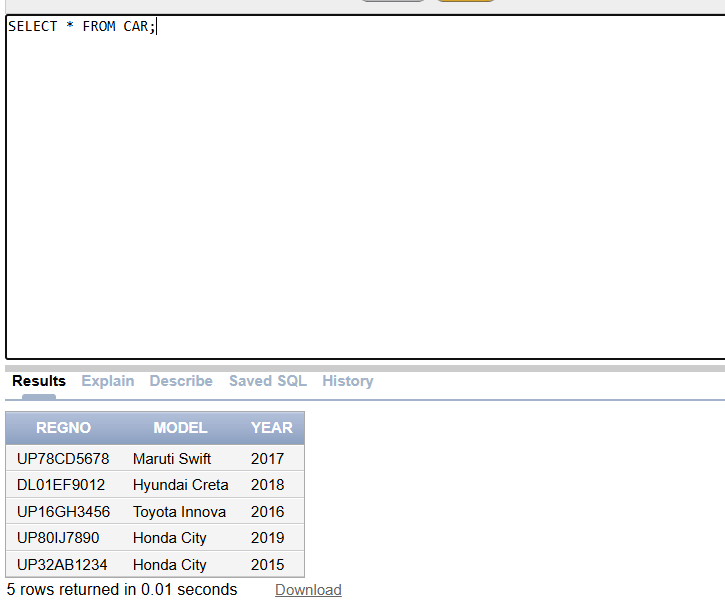 SELECT * FROM CAR;
Results Explain Describe Saved SQL History
REGNO MODEL YEAR
UP78CD5678 Maruti Swift 2017
DL01EF9012 Hyundai Creta 2018
UP16GH3456 Toyota Innova 2016
UP80IJ7890 Honda City 2019
UP32AB1234 Honda City 2015
5 rows returned in 0.01 seconds Download